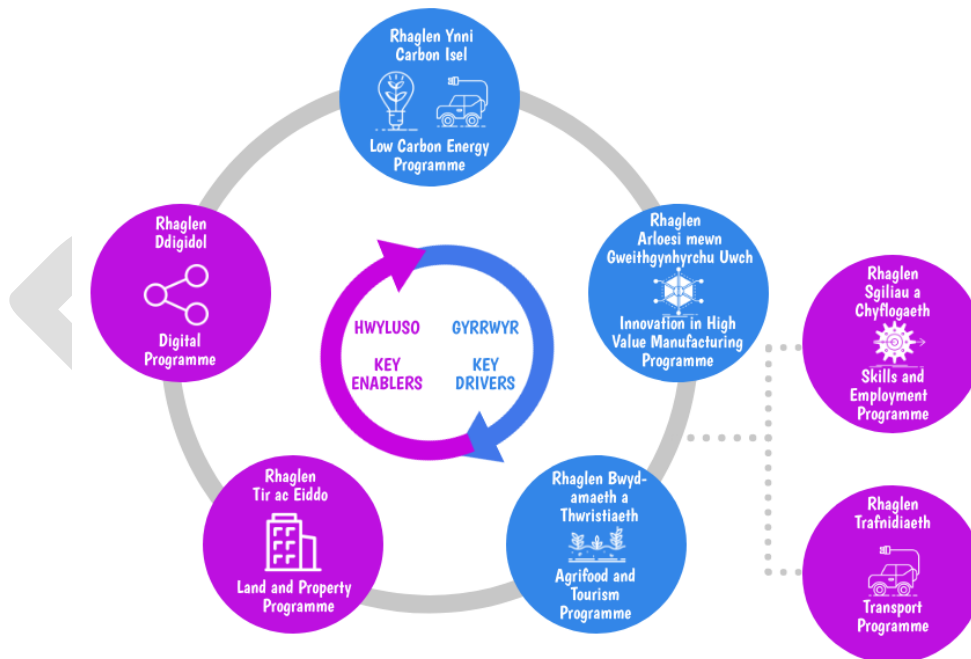 Rhaglen Ynni
Carbon Isel
Low Carbon Energy
Programme
Rhaglen
Ddigidol
Digital
Programme
Rhaglen
Arloesi mewn
Gweithgynhyrchu Uwch
Innovation in High
Value Manufacturing
Programme
HWYLUSO
KEY
ENABLERS
GYRRWYR
KEY
DRIVERS
Rhaglen
Sgiliau a
Chyflogaeth
Skills and
Employment
Programme
Rhaglen
Tir ac Eiddo
Land and Property
Programme
Rhaglen Bwyd-
amaeth a
Thwristiaeth
Agrifood and
Tourism
Programme
Rhaglen
Trafnidiaeth
Transport
Programme